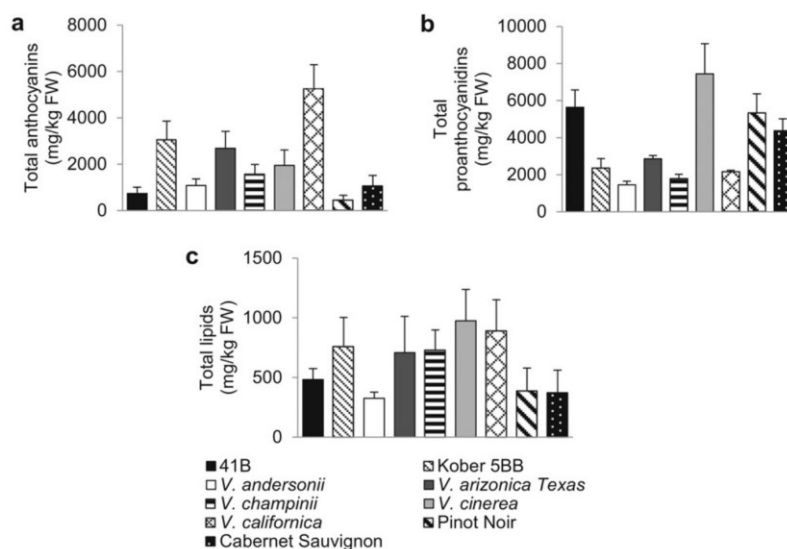 a
Total anthocyanins
(mg/kg FW)
8000
6000
4000
2000
0
b
Total
proanthocyanidins
(mg/kg FW)
10000
8000
6000
4000
2000
0
c
Total lipids
(mg/kg FW)
1500
1000
500
0
41B
Kober 5BB
V. andersonii
V. arizonica Texas
V. champinii
V. cinerea
V. californica
Pinot Noir
Cabernet Sauvignon